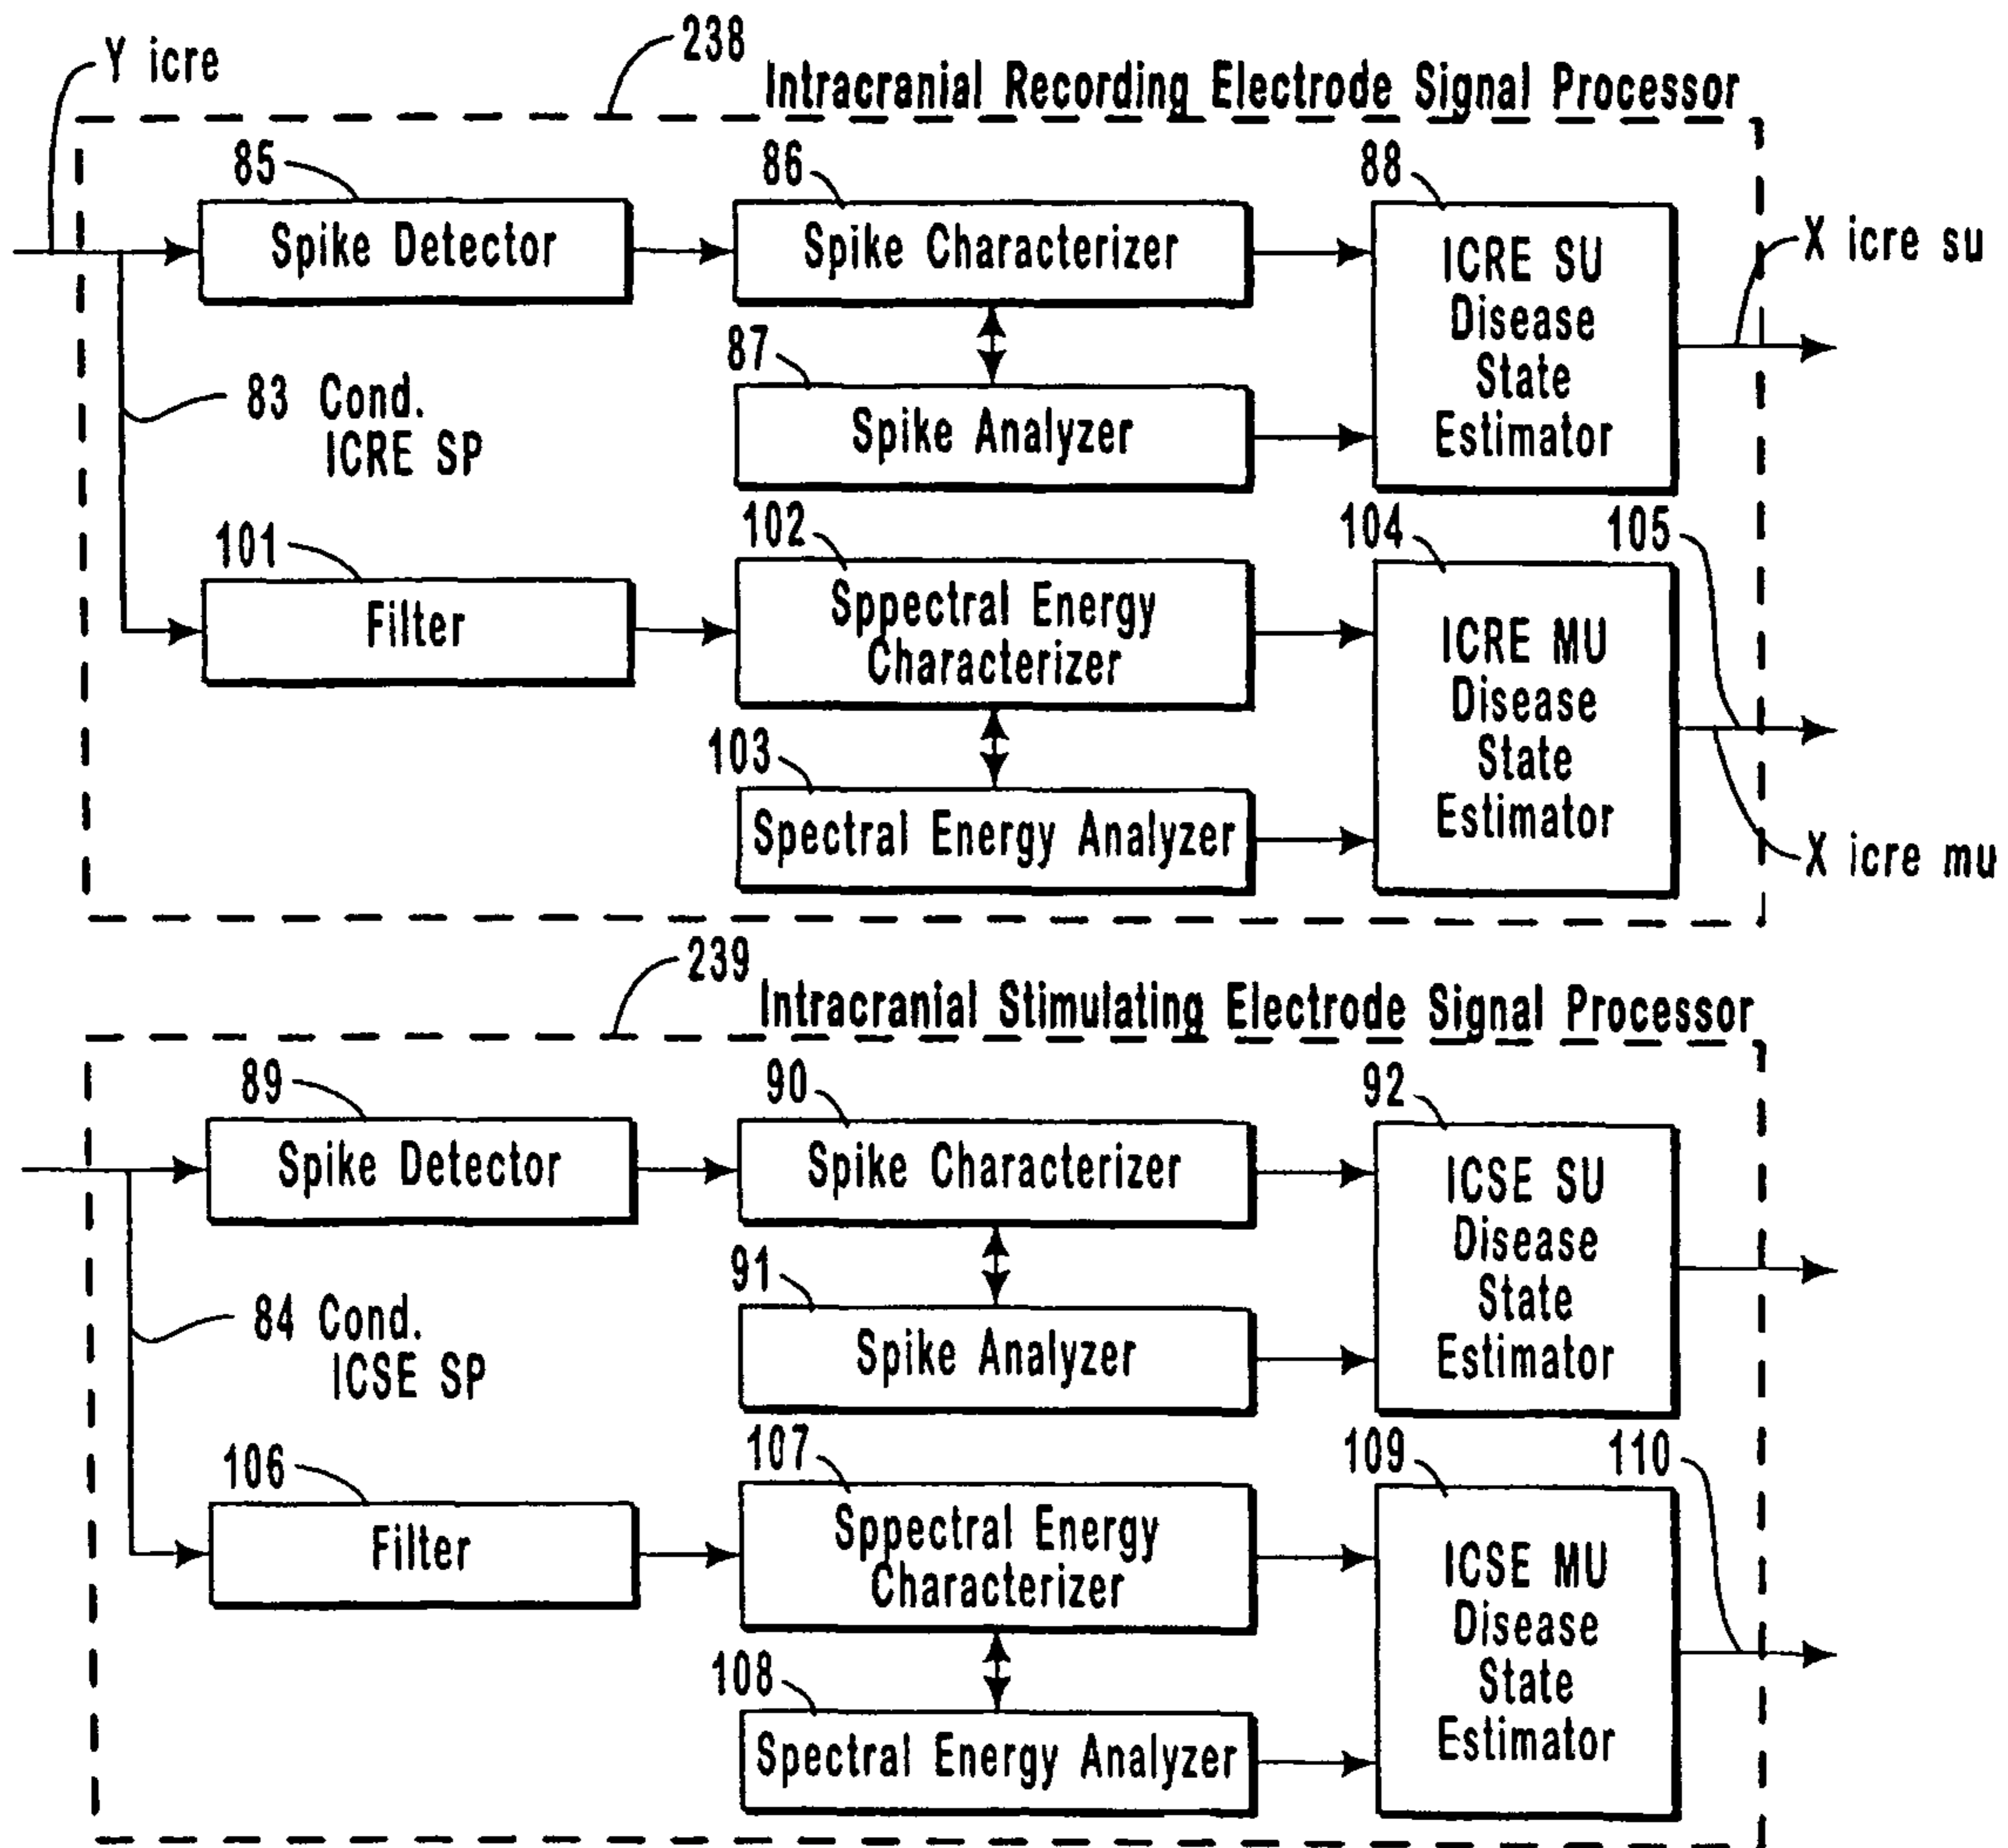 238
Y icre
Intracranial Recording Electrode Signal Processor
85
86
88
Spike Detector
Spike Characterizer
ICRE SU
Disease
State
Estimator
X icre su
87
83 Cond.
ICRE SP
Spike Analyzer
101
102
104
105
Filter
Sppectral Energy
Characterizer
ICRE MU
Disease
State
Estimator
103
Spectral Energy Analyzer
X icre mu
239
Intracranial Stimulating Electrode Signal Processor
89
90
92
Spike Detector
Spike Characterizer
ICSE SU
Disease
State
Estimator
91
84 Cond.
ICSE SP
Spike Analyzer
106
107
109
110
Filter
Sppectral Energy
Characterizer
ICSE MU
Disease
State
Estimator
108
Spectral Energy Analyzer